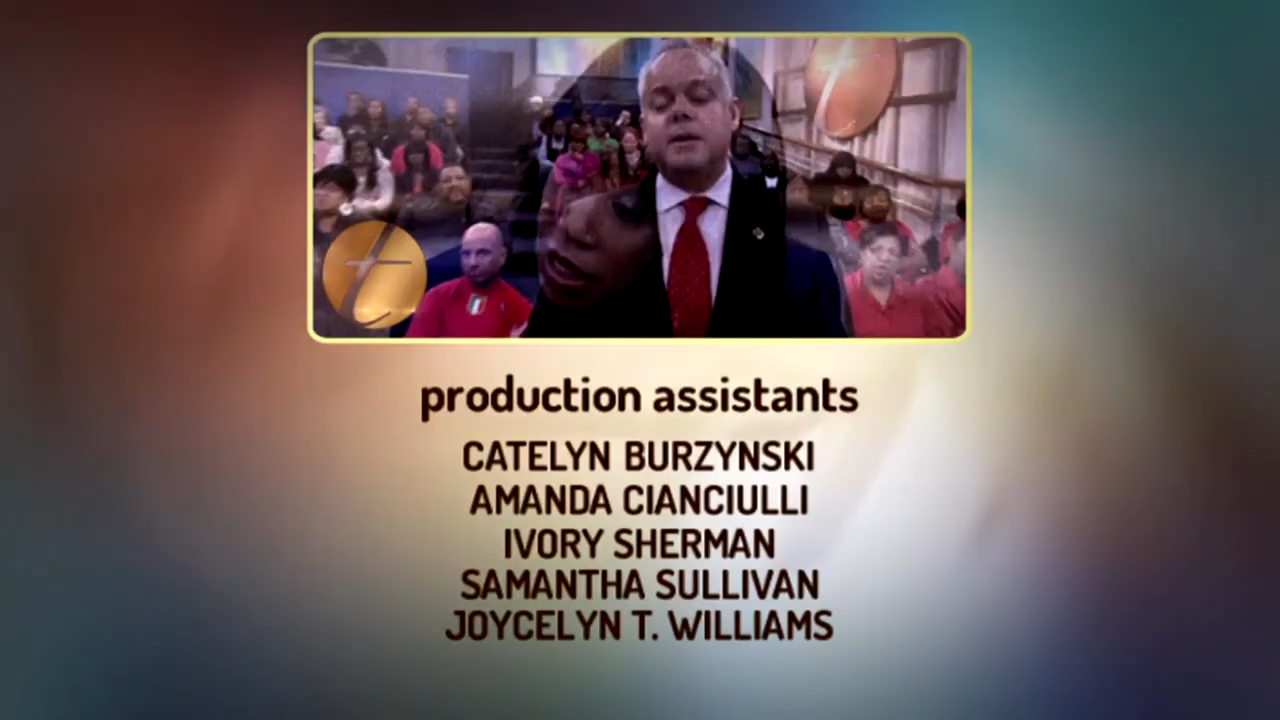 t
t
production assistants
CATELYN BURZYNSKI
AMANDA CIANCIULLI
IVORY SHERMAN
SAMANTHA SULLIVAN
JOYCELYN T. WILLIAMS